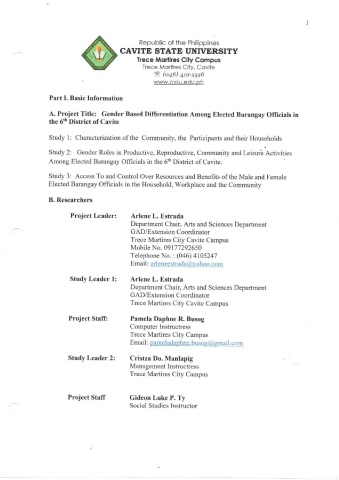 1
Republic of the Philippines
CAVITE STATE UNIVERSITY
Trece Martires City Campus
Trece Martires City, Cavite
☏ (046) 410-5246
www.cvsu.edu.ph
Part I. Basic Information
A. Project Title: Gender Based Differentiation Among Elected Barangay Officials in
the 6th District of Cavite
Study 1: Characterization of the Community, the Participants and their Households
Study 2: Gender Roles in Productive, Reproductive, Community and Leisure Activities
Among Elected Barangay Officials in the 6th District of Cavite.
Study 3: Access To and Control Over Resources and Benefits of the Male and Female
Elected Barangay Officials in the Household, Workplace and the Community
B. Researchers
Project Leader: Arlene L. Estrada
Department Chair, Arts and Sciences Department
GAD/Extension Coordinator
Trece Martires City Cavite Campus
Mobile No. 09177292650
Telephone No. : (046) 4105247
Email: arleneestrada@yahoo.com
Study Leader 1: Arlene L. Estrada
Department Chair, Arts and Sciences Department
GAD/Extension Coordinator
Trece Martires City Cavite Campus
Project Staff: Pamela Daphne R. Busog
Computer Instructress
Trece Martires City Campus
Email: pameladaphne.busog@gmail.com
Study Leader 2: Cristza Do. Manlapig
Management Instructress
Trece Martires City Campus
Project Staff Gideon Luke P. Ty
Social Studies Instructor